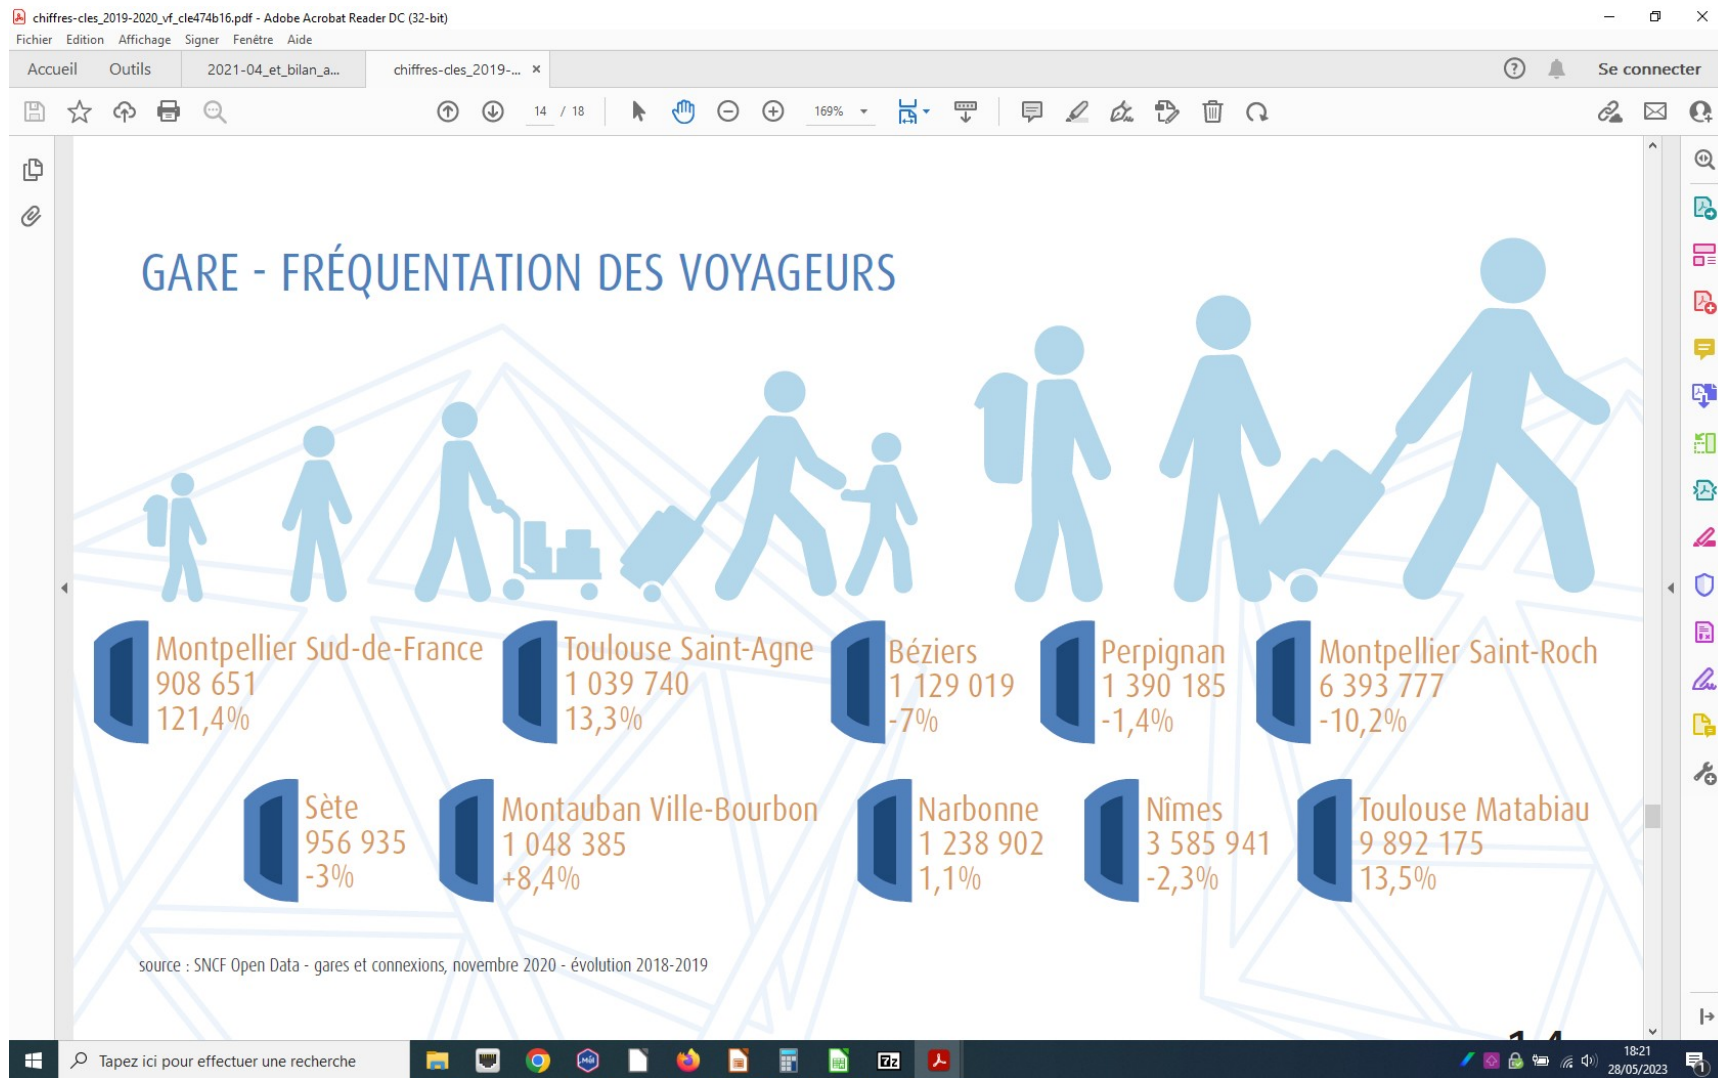 chiffres-cles_2019-2020_vf_cle474b16.pdf - Adobe Acrobat Reader DC (32-bit)
Fichier Edition Affichage Signer Fenêtre Aide
Accueil Outils 2021-04_et_bilan_a... chiffres-cles_2019-... × Se connecter
14 / 18 169%
GARE - FRÉQUENTATION DES VOYAGEURS
Montpellier Sud-de-France
908 651
121,4%
Toulouse Saint-Agne
1 039 740
13,3%
Béziers
1 129 019
-7%
Perpignan
1 390 185
-1,4%
Montpellier Saint-Roch
6 393 777
-10,2%
Sète
956 935
-3%
Montauban Ville-Bourbon
1 048 385
+8,4%
Narbonne
1 238 902
1,1%
Nîmes
3 585 941
-2,3%
Toulouse Matabiau
9 892 175
13,5%
source : SNCF Open Data - gares et connexions, novembre 2020 - évolution 2018-2019
Tapez ici pour effectuer une recherche
7z
18:21
28/05/2023
1